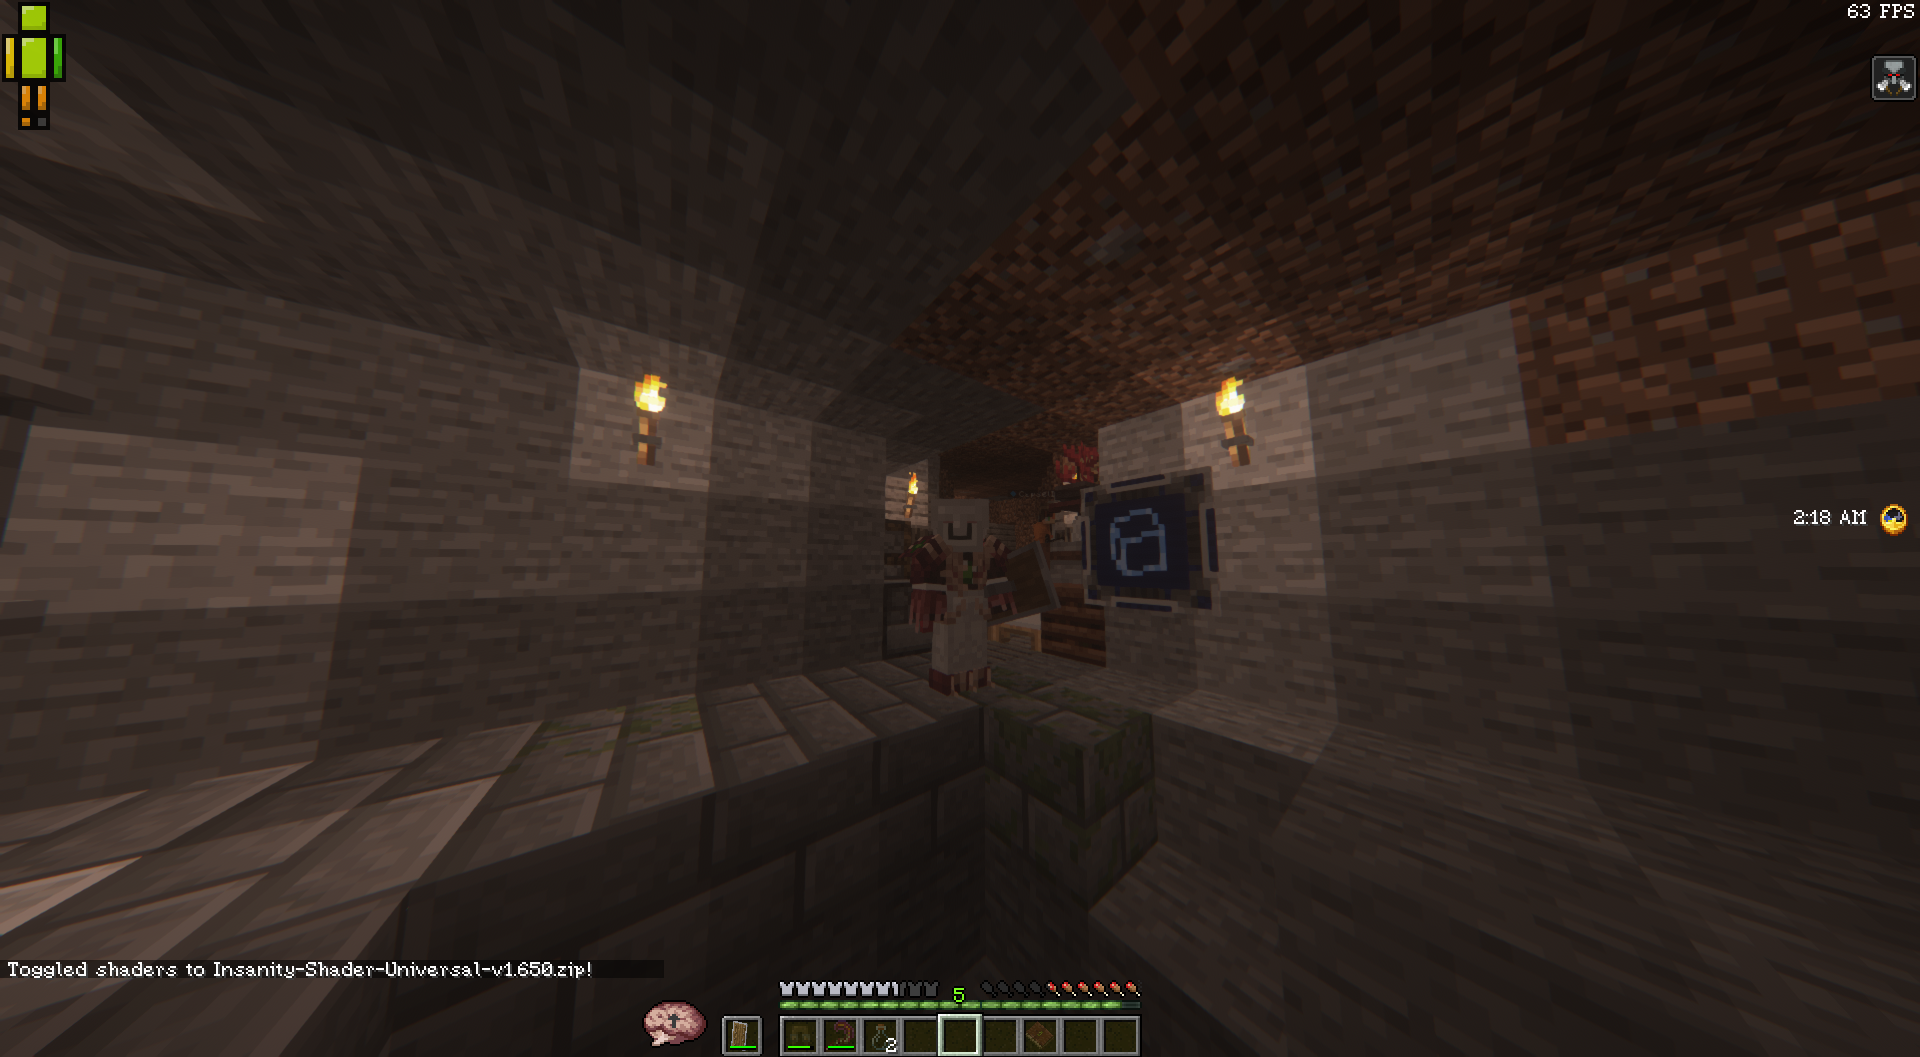 63 FPS
2:18 AM
Toggled shaders to Insanity-Shader-Universal-v1.650.zip!
5
2